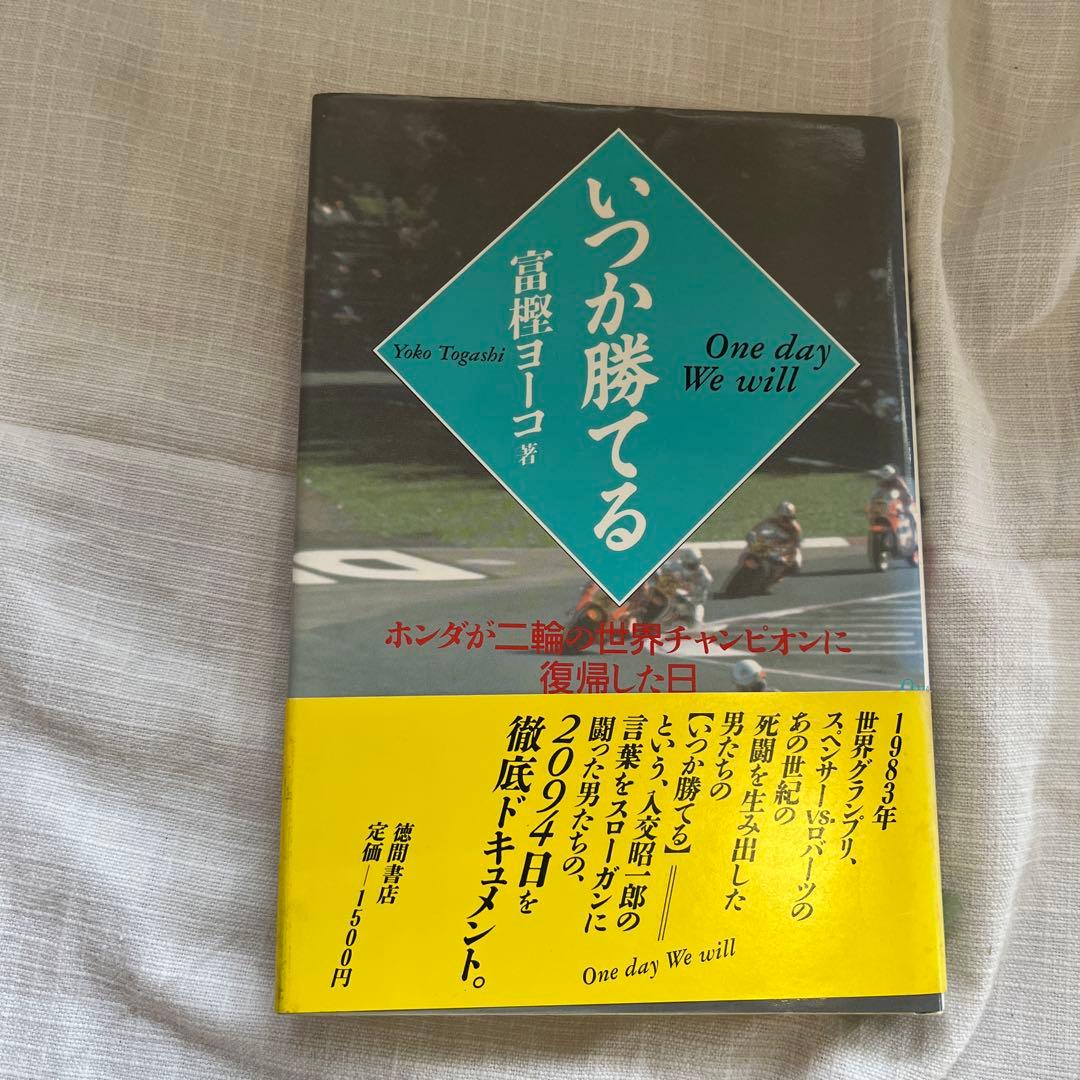 いつか勝てる
One day
We will
富樫ヨーコ 著
Yoko Togashi
ホンダが二輪の世界チャンピオンに
復帰した日
1983年
世界グランプリ、
スペンサーvs.ロバーツの
あの世紀の
死闘を生み出した
男たちの
【いつか勝てる】
という、入交昭一郎の
言葉をスローガンに
闘った男たちの、
2094日を
徹底ドキュメント。
One day We will
徳間書店
定価—1500円